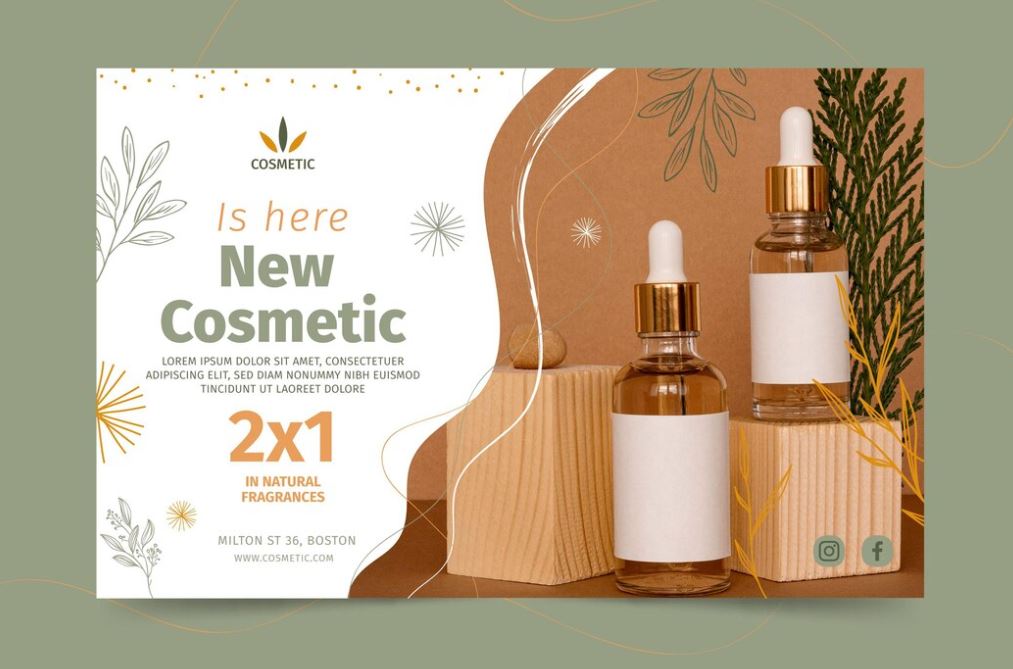 COSMETIC
Is here
New
Cosmetic
LOREM IPSUM DOLOR SIT AMET, CONSECTETUER
ADIPISCING ELIT, SED DIAM NONUMMY NIBH EUISMOD
TINCIDUNT UT LAOREET DOLORE
2x1
IN NATURAL
FRAGRANCES
MILTON ST 36, BOSTON
WWW.COSMETIC.COM